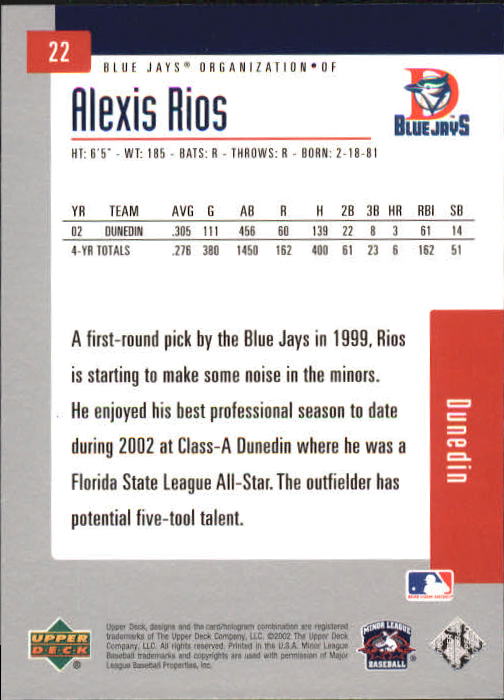 22
BLUE JAYS® ORGANIZATION • OF
Alexis Rios
D
BLUE JAYS™
HT: 6'5" - WT: 185 - BATS: R - THROWS: R - BORN: 2-18-81
YR TEAM AVG G AB R H 2B 3B HR RBI SB
02 DUNEDIN .305 111 456 60 139 22 8 3 61 14
4-YR TOTALS .276 380 1450 162 400 61 23 6 162 51
A first-round pick by the Blue Jays in 1999, Rios
is starting to make some noise in the minors.
He enjoyed his best professional season to date
during 2002 at Class-A Dunedin where he was a
Florida State League All-Star. The outfielder has
potential five-tool talent.
Dunedin
UPPER
DECK
®
Upper Deck, designs and the card/hologram combination are registered
trademarks of The Upper Deck Company, LLC. ©2002 The Upper Deck
Company, LLC. All rights reserved. Printed in the U.S.A. Minor League
Baseball trademarks and copyrights are used with permission of Major
League Baseball Properties, Inc.
MINOR LEAGUE
BASEBALL
®